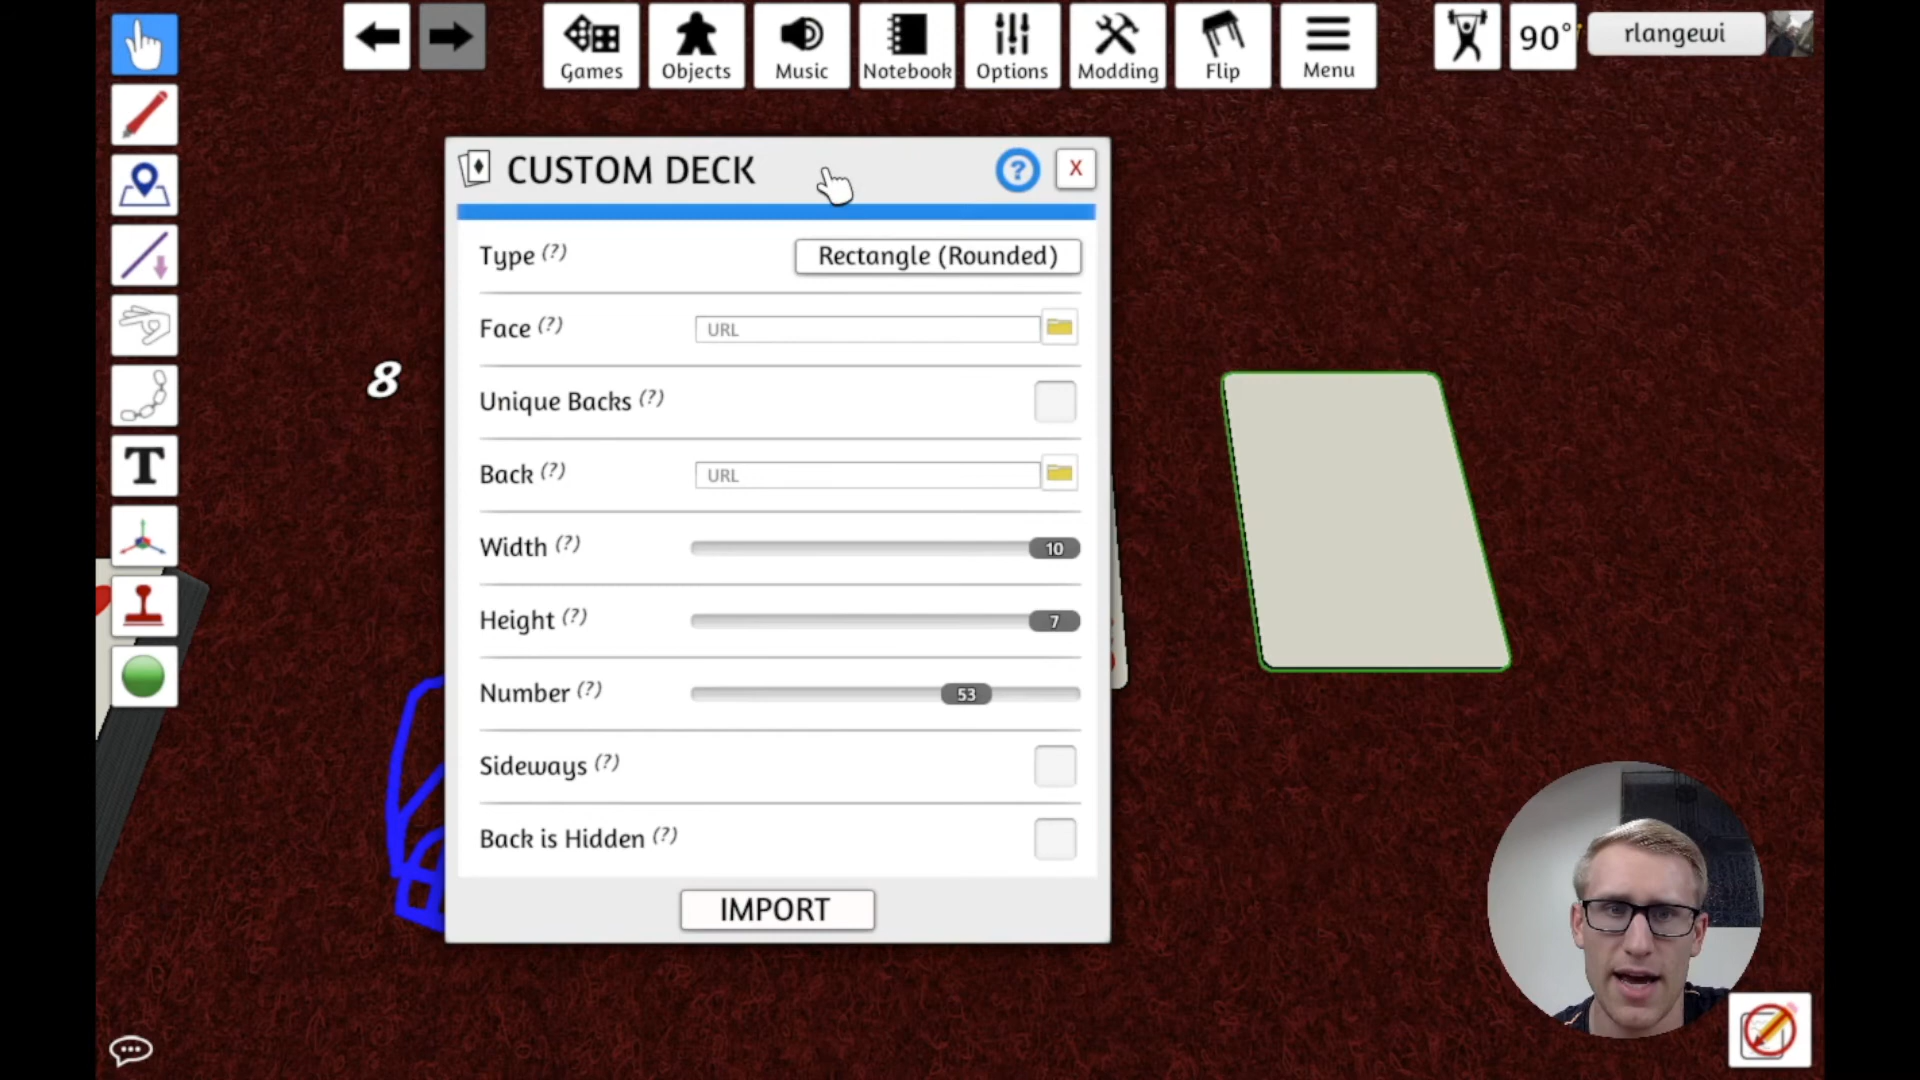 Games
Objects
Music
Notebook
Options
Modding
Flip
Menu
90°
rlangewi
CUSTOM DECK
?
X
Type (?)
Rectangle (Rounded)
Face (?)
URL
Unique Backs (?)
Back (?)
URL
Width (?)
10
Height (?)
7
Number (?)
53
Sideways (?)
Back is Hidden (?)
IMPORT
8
T